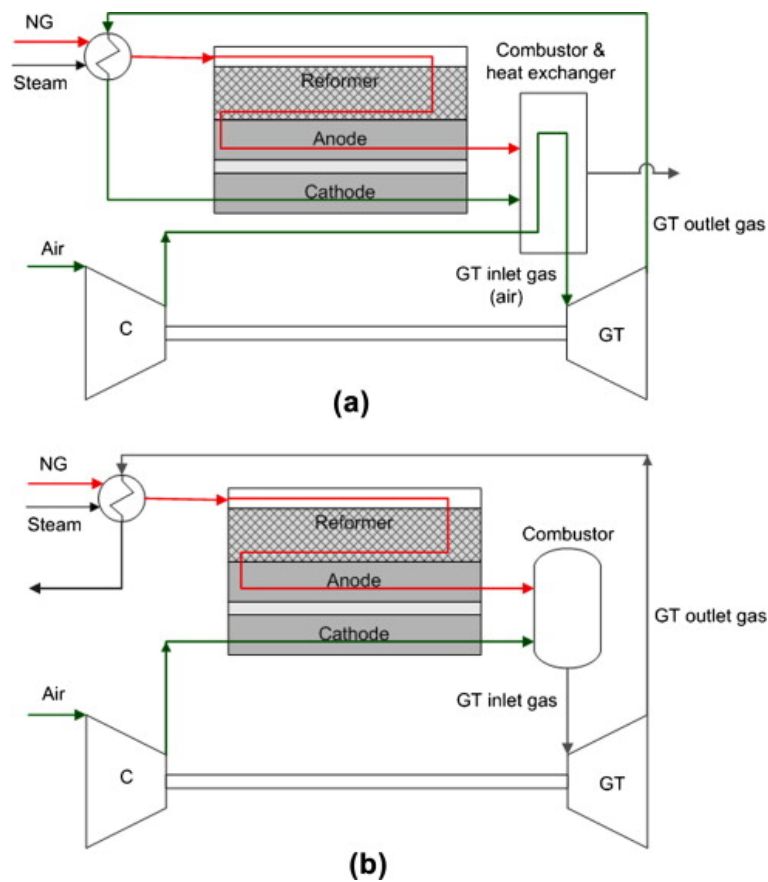 NG
Steam
Combustor &
heat exchanger
Reformer
Anode
Cathode
Air
GT outlet gas
GT inlet gas
(air)
C
GT
(a)
NG
Steam
Reformer
Combustor
Anode
Cathode
GT outlet gas
Air
GT inlet gas
C
GT
(b)